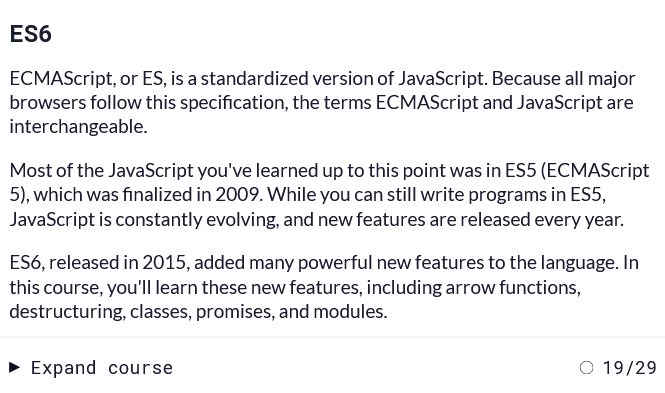 ES6
ECMAScript, or ES, is a standardized version of JavaScript. Because all major
browsers follow this specification, the terms ECMAScript and JavaScript are
interchangeable.
Most of the JavaScript you've learned up to this point was in ES5 (ECMAScript
5), which was finalized in 2009. While you can still write programs in ES5,
JavaScript is constantly evolving, and new features are released every year.
ES6, released in 2015, added many powerful new features to the language. In
this course, you'll learn these new features, including arrow functions,
destructuring, classes, promises, and modules.
Expand course 19/29